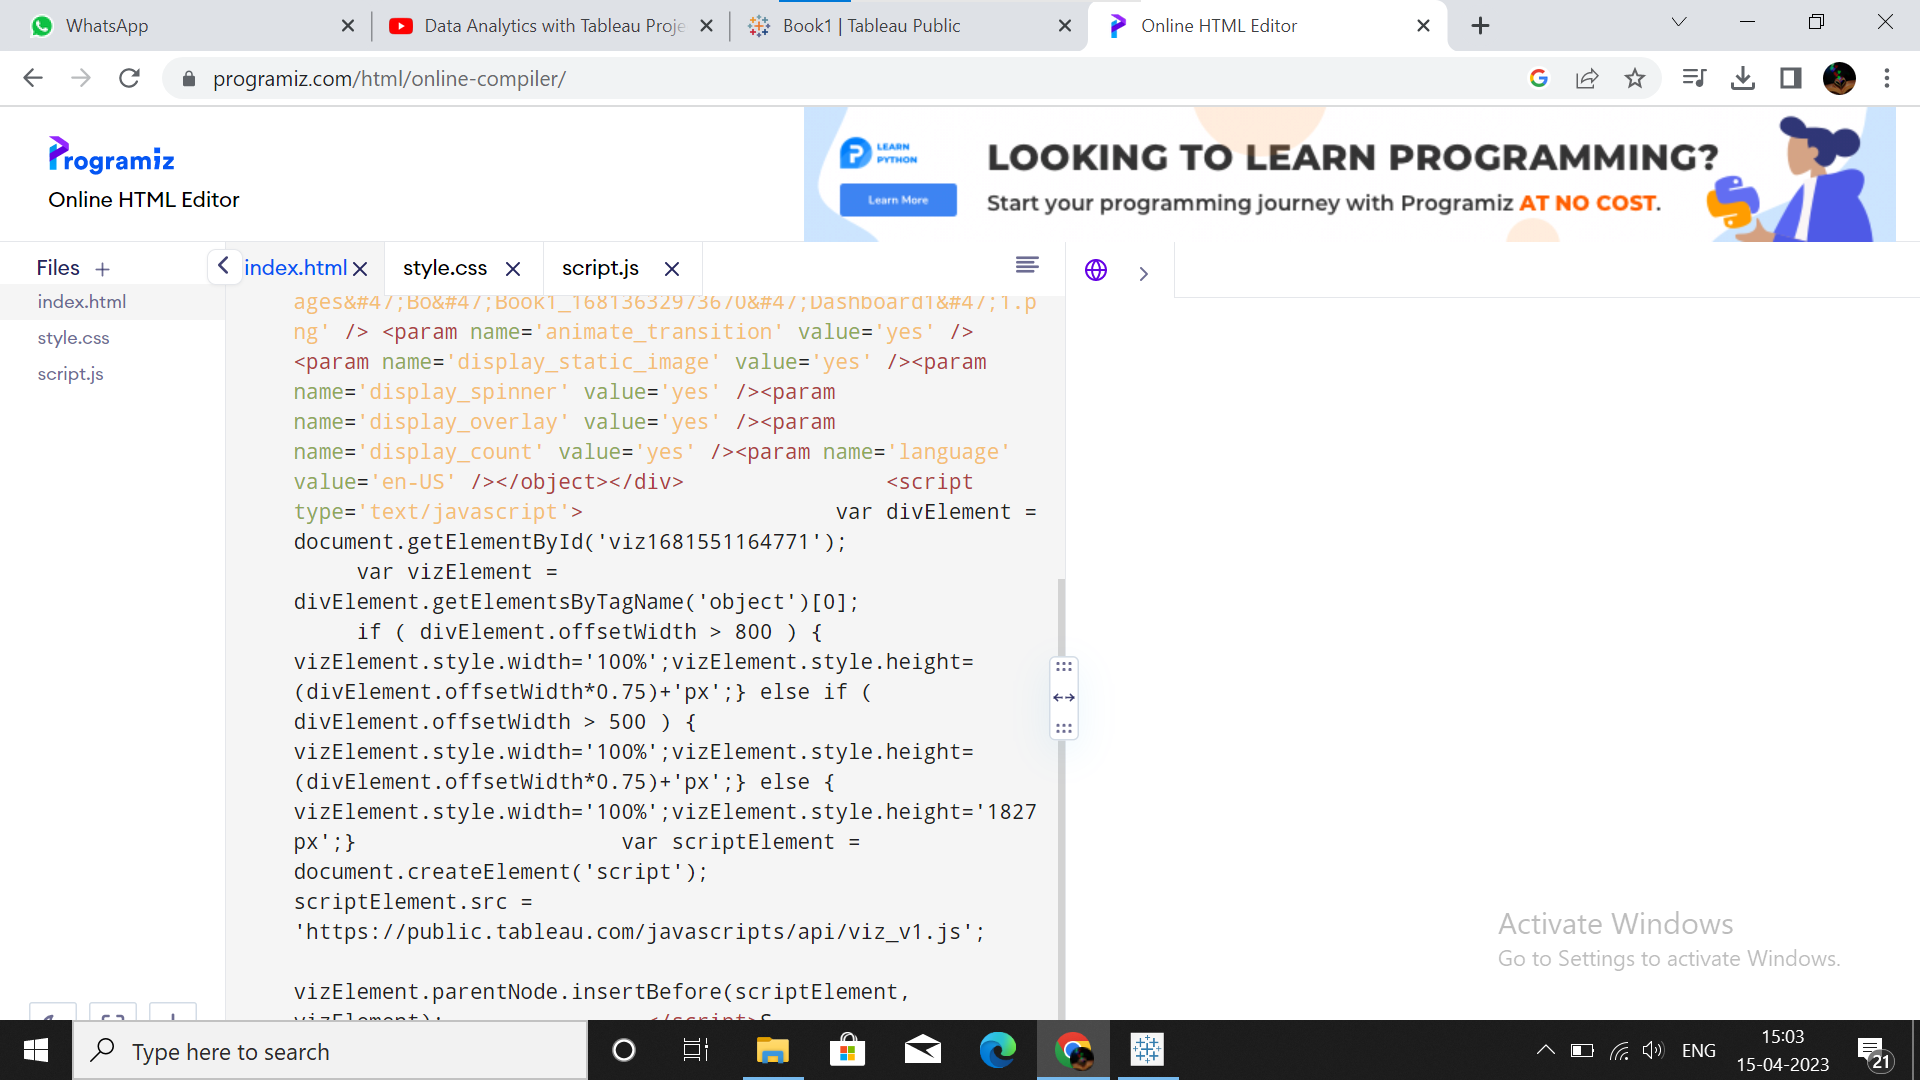 WhatsApp
Data Analytics with Tableau Proje
Book1 | Tableau Public
Online HTML Editor
programiz.com/html/online-compiler/
Programiz
Online HTML Editor
LEARN
PYTHON
Learn More
LOOKING TO LEARN PROGRAMMING?
Start your programming journey with Programiz AT NO COST.
Files +
index.html
style.css
script.js
index.html
style.css
script.js
ages&#47;Bo&#47;Book1_16813632973670&#47;Dashboard1&#47;1.p
ng' /> <param name='animate_transition' value='yes' />
<param name='display_static_image' value='yes' /><param
name='display_spinner' value='yes' /><param
name='display_overlay' value='yes' /><param
name='display_count' value='yes' /><param name='language'
value='en-US' /></object></div> <script
type='text/javascript'> var divElement =
document.getElementById('viz1681551164771');
var vizElement =
divElement.getElementsByTagName('object')[0];
if ( divElement.offsetWidth > 800 ) {
vizElement.style.width='100%';vizElement.style.height=
(divElement.offsetWidth*0.75)+'px';} else if (
divElement.offsetWidth > 500 ) {
vizElement.style.width='100%';vizElement.style.height=
(divElement.offsetWidth*0.75)+'px';} else {
vizElement.style.width='100%';vizElement.style.height='1827
px';} var scriptElement =
document.createElement('script');
scriptElement.src =
'https://public.tableau.com/javascripts/api/viz_v1.js';
vizElement.parentNode.insertBefore(scriptElement,
vizElement); </script>S
Activate Windows
Go to Settings to activate Windows.
Type here to search
ENG
15:03
15-04-2023
21